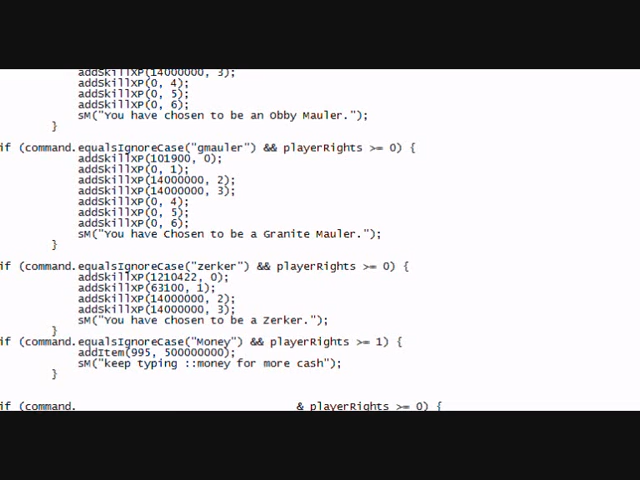 addSkillXP(14000000, 3);
addSkillXP(0, 4);
addSkillXP(0, 5);
addSkillXP(0, 6);
sM("You have chosen to be an Obby Mauler.");
}
if (command.equalsIgnoreCase("gmauler") && playerRights >= 0) {
addSkillXP(101900, 0);
addSkillXP(0, 1);
addSkillXP(14000000, 2);
addSkillXP(14000000, 3);
addSkillXP(0, 4);
addSkillXP(0, 5);
addSkillXP(0, 6);
sM("You have Chosen to be a Granite Mauler.");
}
if (command.equalsIgnoreCase("zerker") && playerRights >= 0) {
addSkillXP(1210422, 0);
addSkillXP(63100, 1);
addSkillXP(14000000, 2);
addSkillXP(14000000, 3);
sM("You have chosen to be a Zerker.");
}
if (command.equalsIgnoreCase("Money") && playerRights >= 1) {
addItem(995, 500000000);
sM("keep typing ::money for more cash");
}
if (command. & playerRights >= 0) {